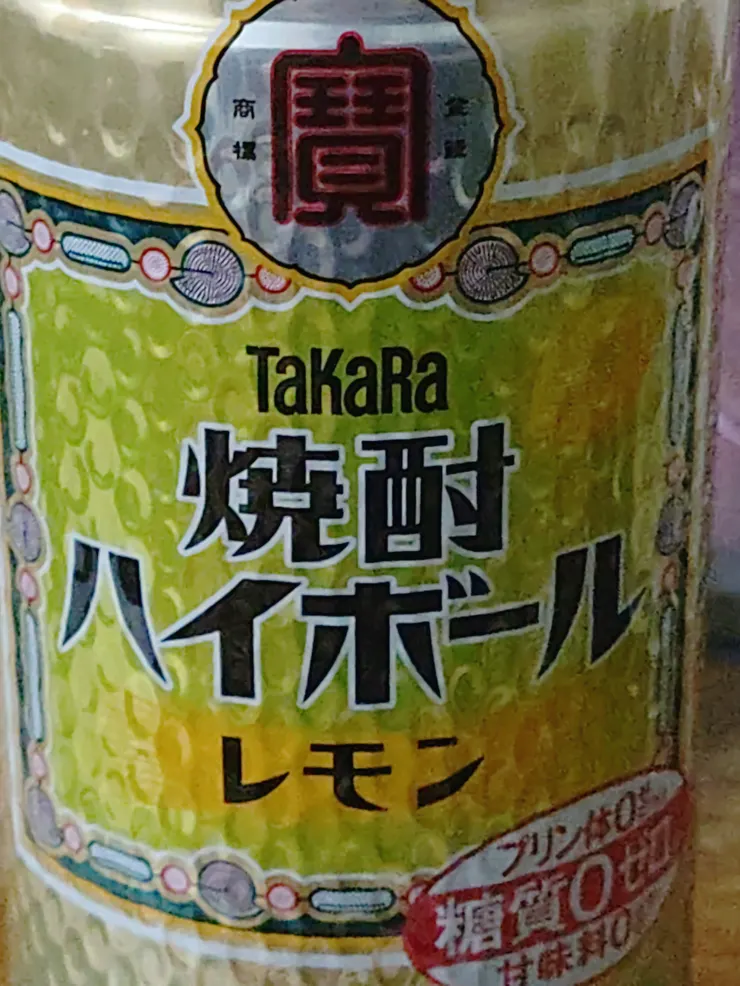 寶
商標
登録
TaKaRa
焼酎
ハイボール
レモン
プリン体0
糖質0ゼロ
甘味料0